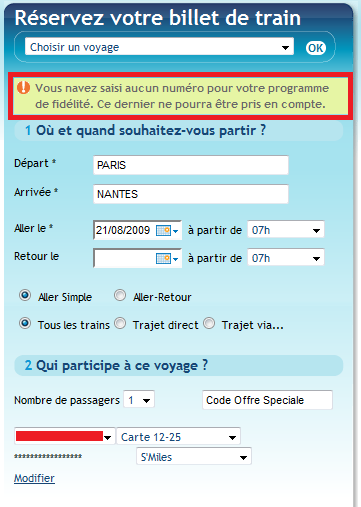 Réservez votre billet de train
Choisir un voyage OK
Vous navez saisi aucun numéro pour votre programme
de fidélité. Ce dernier ne pourra être pris en compte.
1 Où et quand souhaitez-vous partir ?
Départ * PARIS
Arrivée * NANTES
Aller le * 21/08/2009 à partir de 07h
Retour le à partir de 07h
Aller Simple Aller-Retour
Tous les trains Trajet direct Trajet via...
2 Qui participe à ce voyage ?
Nombre de passagers 1 Code Offre Speciale
Carte 12-25
***************** S'Miles
Modifier